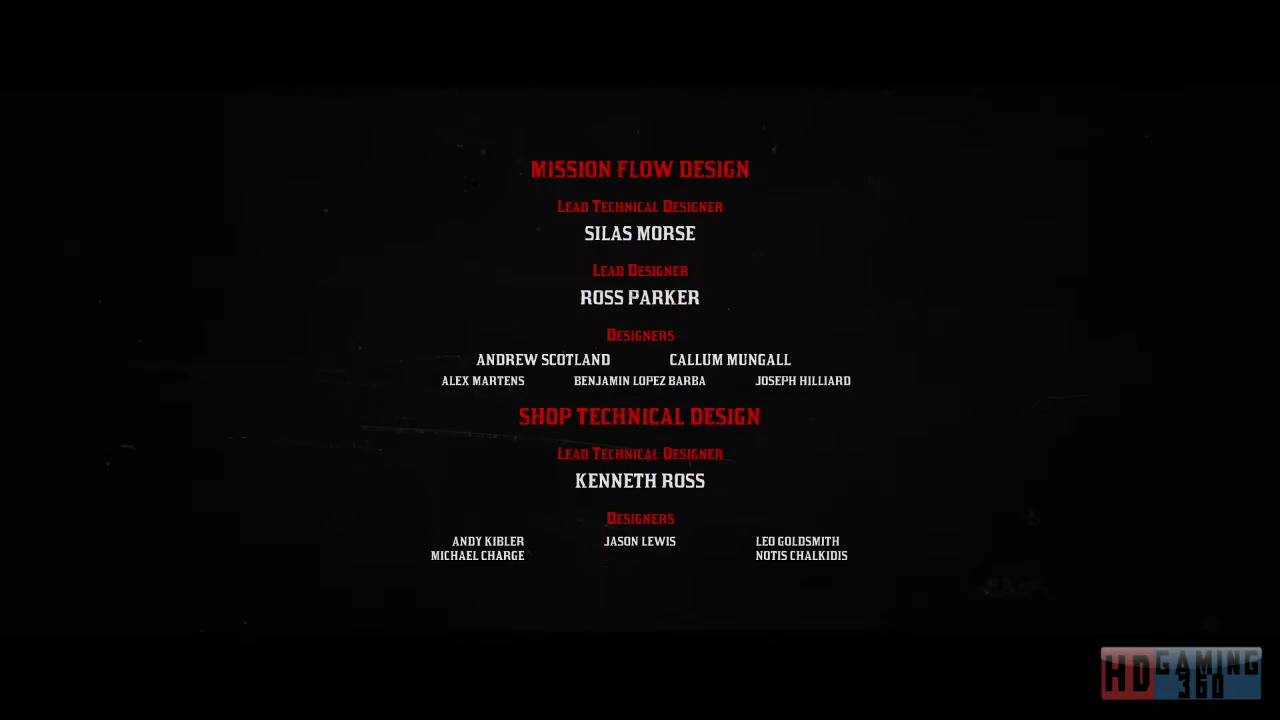 MISSION FLOW DESIGN
LEAD TECHNICAL DESIGNER
SILAS MORSE
LEAD DESIGNER
ROSS PARKER
DESIGNERS
ANDREW SCOTLAND CALLUM MUNGALL
ALEX MARTENS BENJAMIN LOPEZ BARBA JOSEPH HILLIARD
SHOP TECHNICAL DESIGN
LEAD TECHNICAL DESIGNER
KENNETH ROSS
DESIGNERS
ANDY KIBLER JASON LEWIS LEO GOLDSMITH
MICHAEL CHARGE NOTIS CHALKIDIS
HD GAMING
360